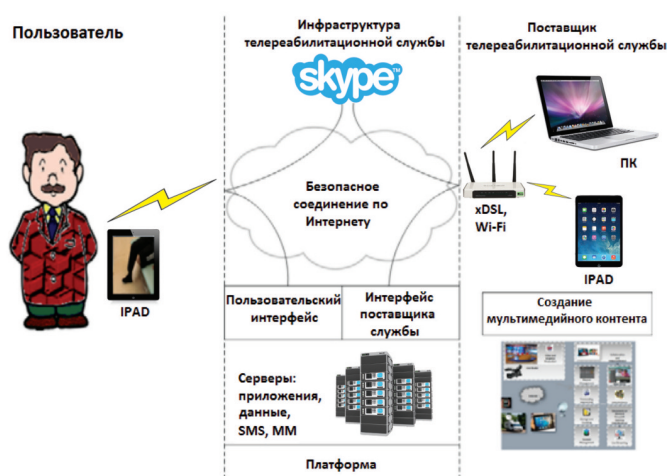 Пользователь
Инфраструктура
телереабилитационной службы
skype™
Поставщик
телереабилитационной службы
Безопасное
соединение по
Интернету
ПК
xDSL,
Wi-Fi
IPAD
IPAD
Пользовательский
интерфейс
Интерфейс
поставщика
службы
Создание
мультимедийного контента
Серверы:
приложения,
данные,
SMS, MM
Платформа